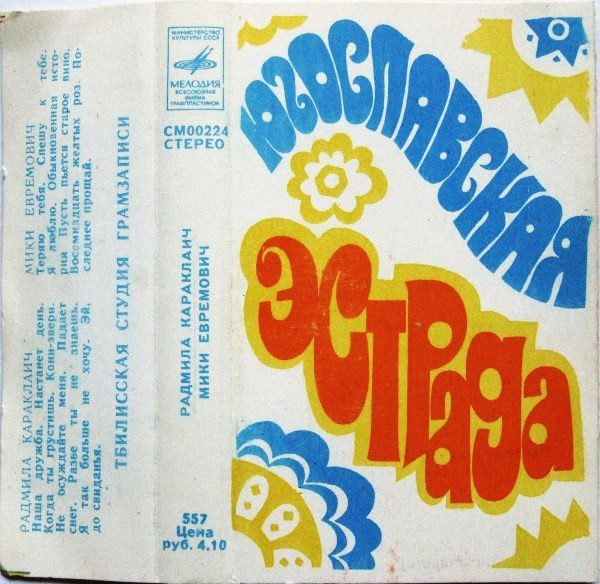 МИНИСТЕРСТВО
КУЛЬТУРЫ СССР
МЕЛОДИЯ
ВСЕСОЮЗНАЯ
ФИРМА
ГРАМПЛАСТИНОК
СМ00224
СТЕРЕО
РАДМИЛА КАРАКЛАИЧ
МИКИ ЕВРЕМОВИЧ
557
Цена
руб. 4,10
ЮГОСЛАВСКАЯ
ЭСТРАДА
РАДМИЛА КАРАКЛАИЧ
Наша дружба. Настанет день.
Когда ты грустишь. Кони-звери.
Не осуждайте меня. Падает
снег. Разве ты не знаешь.
Я так больше не хочу. Эй,
до свиданья.
МИКИ ЕВРЕМОВИЧ
Теряю тебя. Спешу к тебе.
Я люблю. Обыкновенная исто-
рия Пусть пьется старое вино.
Восемнадцать желтых роз. По-
следнее прощай.
ТБИЛИССКАЯ СТУДИЯ ГРАМЗАПИСИ